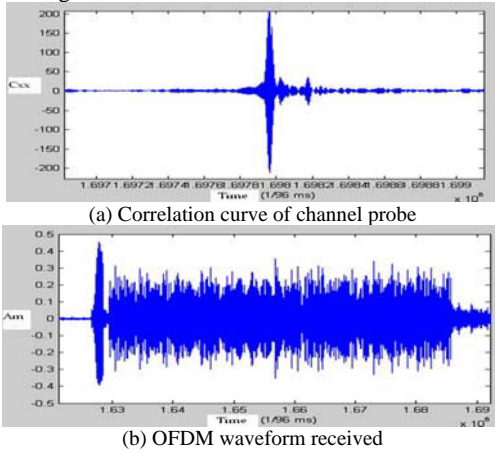 200
150
100
50
Cxx
0
-50
-100
-150
-200
1.697 1.6972 1.6974 1.6976 1.6978 1.698 1.6982 1.6984 1.6986 1.6988 1.699
Time (1/96 ms)
x 10⁶
(a) Correlation curve of channel probe
0.5
0.4
0.3
0.2
0.1
Am
0
-0.1
-0.2
-0.3
-0.4
-0.5
1.63 1.64 1.65 1.66 1.67 1.68 1.69
Time (1/96 ms)
x 10⁶
(b) OFDM waveform received